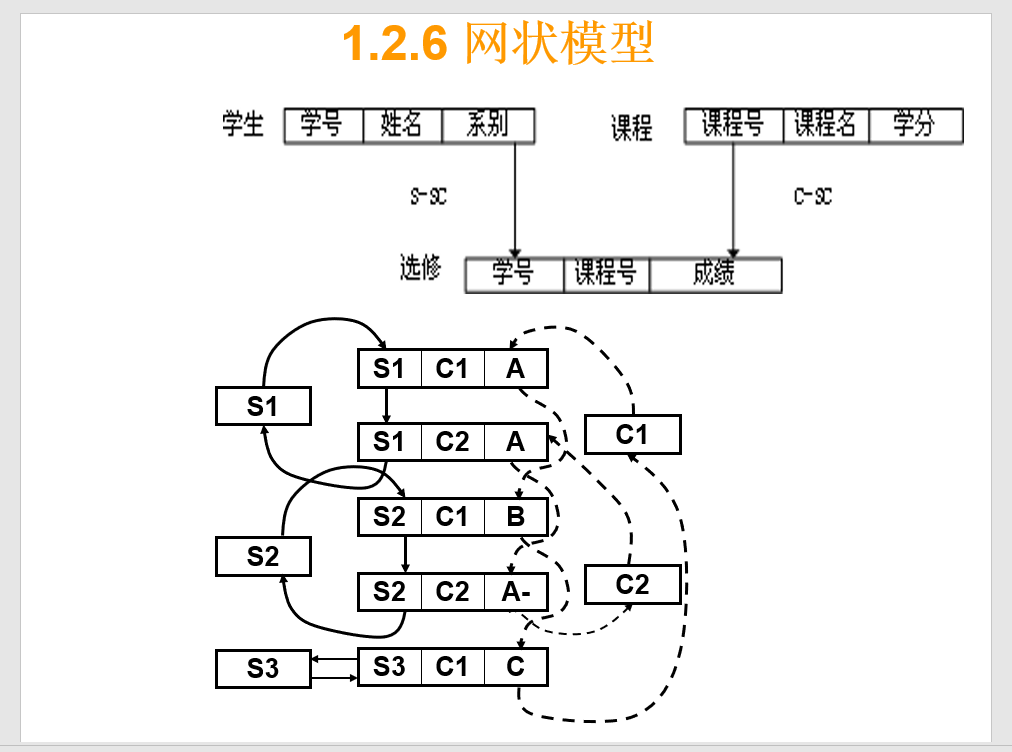 1.2.6 网状模型
学生 学号 姓名 系别 课程 课程号 课程名 学分
S-SC C-SC
选修 学号 课程号 成绩
S1 C1 A
S1
S1 C2 A
C1
S2 C1 B
S2
S2 C2 A-
C2
S3 S3 C1 C